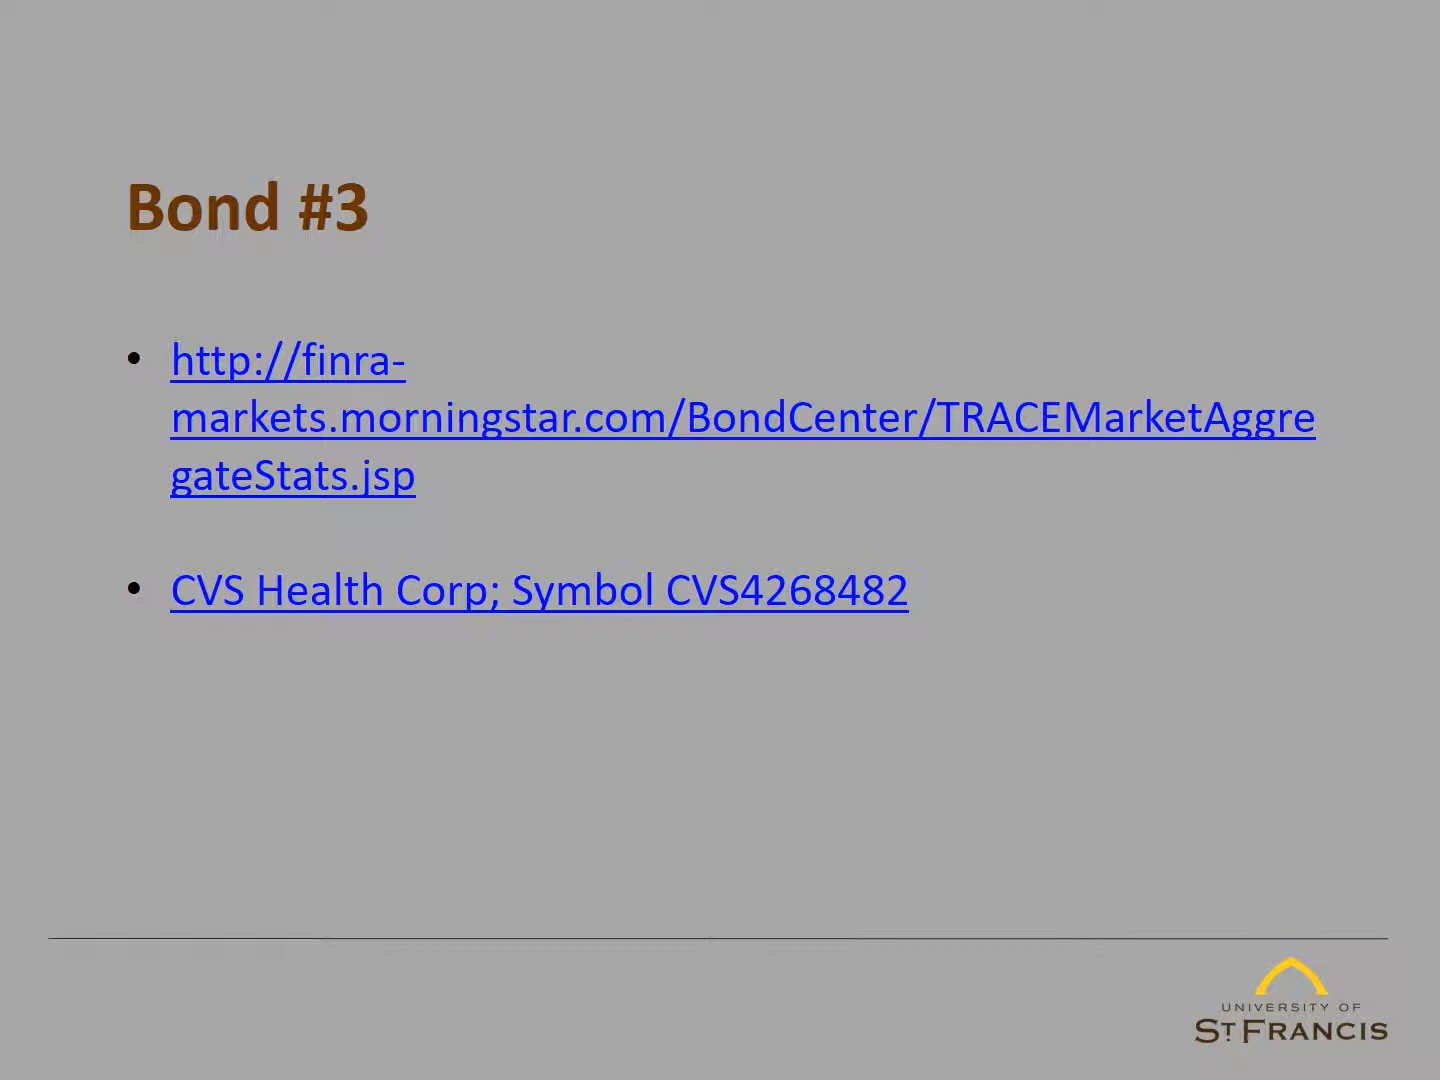 Bond #3
• http://finra-
markets.morningstar.com/BondCenter/TRACEMarketAggre
gateStats.jsp
• CVS Health Corp; Symbol CVS4268482
UNIVERSITY OF
ST. FRANCIS